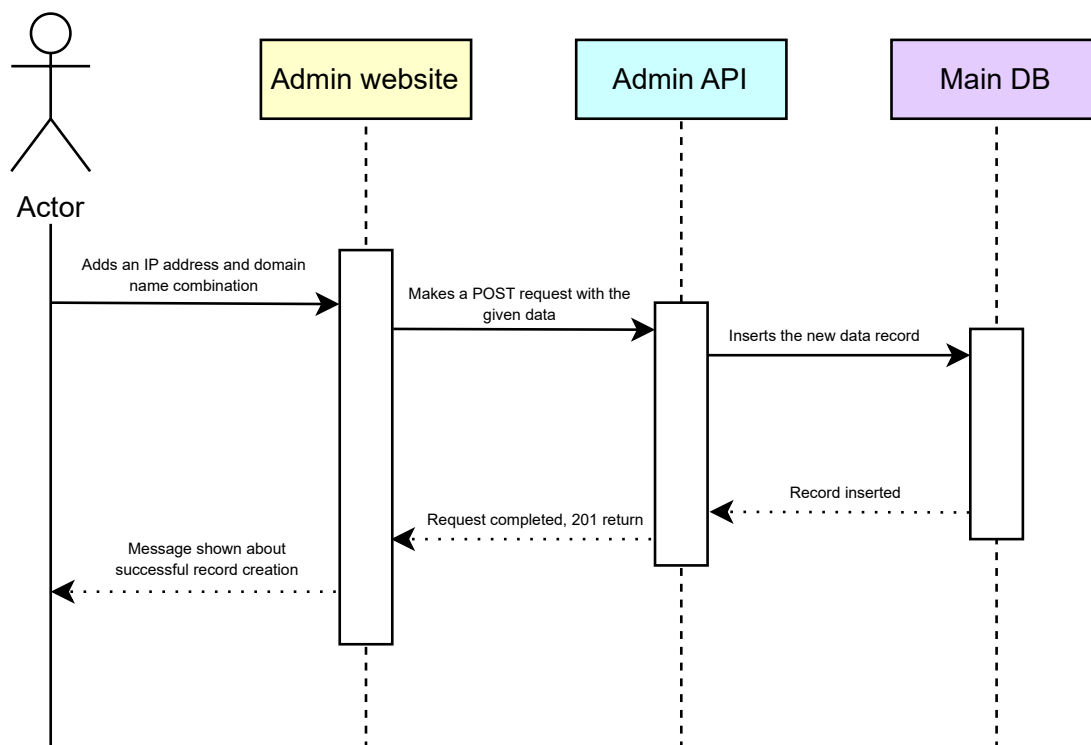 Admin website
Admin API
Main DB
Actor
Adds an IP address and domain
name combination
Makes a POST request with the
given data
Inserts the new data record
Record inserted
Request completed, 201 return
Message shown about
successful record creation